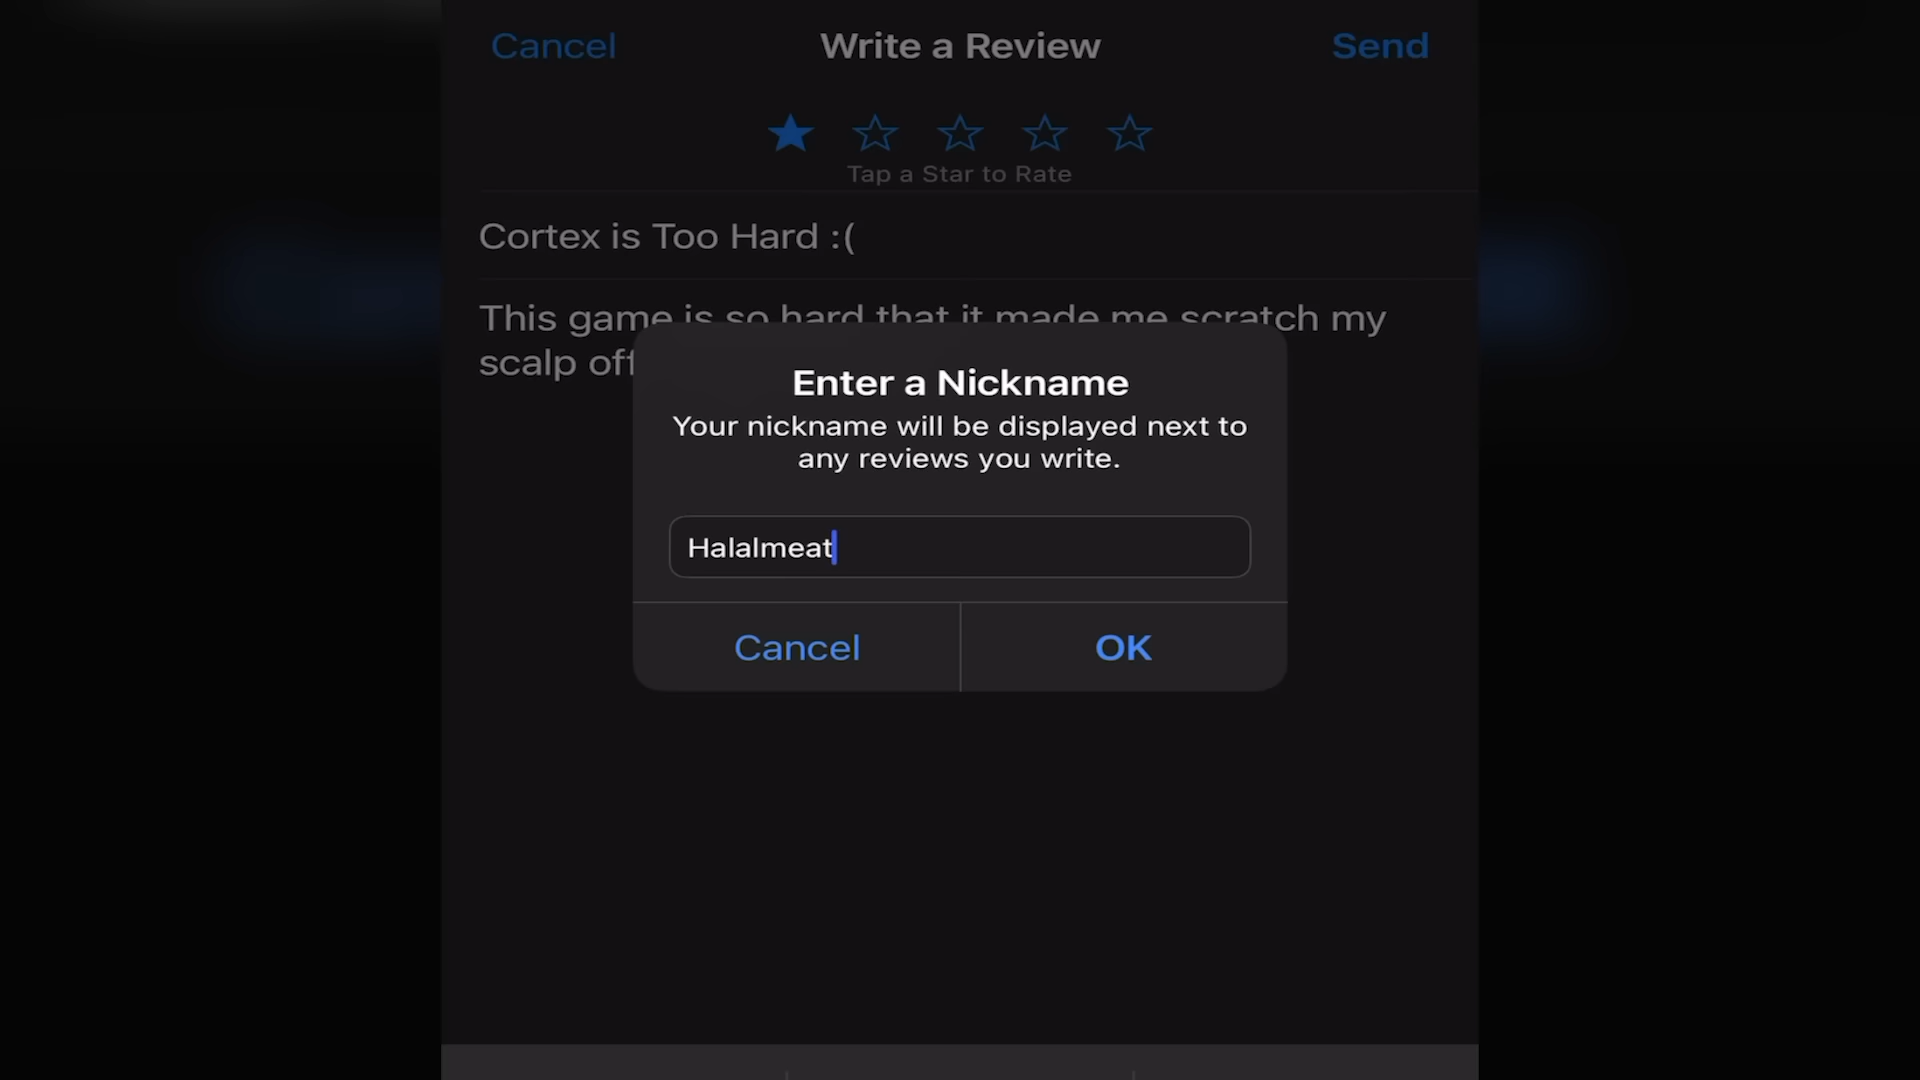 Cancel
Write a Review
Send
Tap a Star to Rate
Cortex is Too Hard :(
This game is so hard that it made me scratch my
scalp off
Enter a Nickname
Your nickname will be displayed next to
any reviews you write.
Halalmeat
Cancel
OK